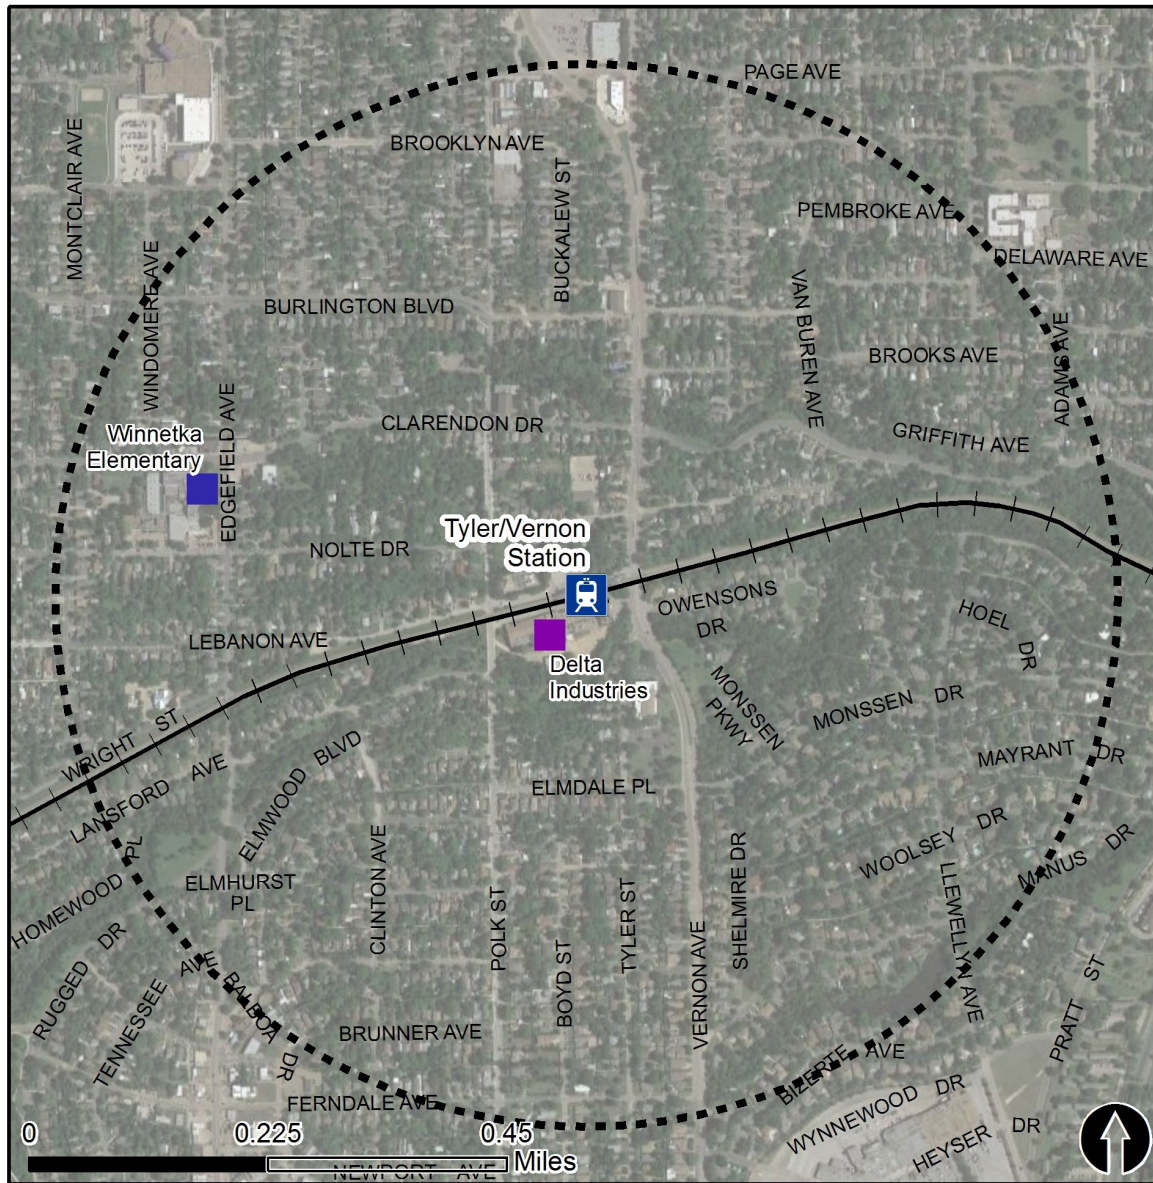 PAGE AVE
BROOKLYN AVE
MONTCLAIR AVE
BUCKALEW ST
PEMBROKE AVE
DELAWARE AVE
WINDOMERE AVE
BURLINGTON BLVD
VAN BUREN AVE
BROOKS AVE
ADAMS AVE
EDGEFIELD AVE
CLARENDON DR
GRIFFITH AVE
Winnetka
Elementary
Tyler/Vernon
Station
NOLTE DR
OWENSONS
DR
HOEL
DR
LEBANON AVE
Delta
Industries
MONSSEN
PKWY
MONSSEN DR
WRIGHT ST
LANSFORD AVE
ELMWOOD BLVD
ELMDALE PL
MAYRANT DR
WOOLSEY DR
MANUS DR
HOMEWOOD PL
ELMHURST
PL
CLINTON AVE
POLK ST
BOYD ST
TYLER ST
VERNON AVE
SHELMIRE DR
LLEWELLYN AVE
RUGGED DR
TENNESSEE AVE
BALBOA DR
BRUNNER AVE
PRATT ST
BIZERTE AVE
FERNDALE AVE
WYNNEWOOD DR
HEYSER DR
0 0.225 0.45
Miles
NEWPORT AVE